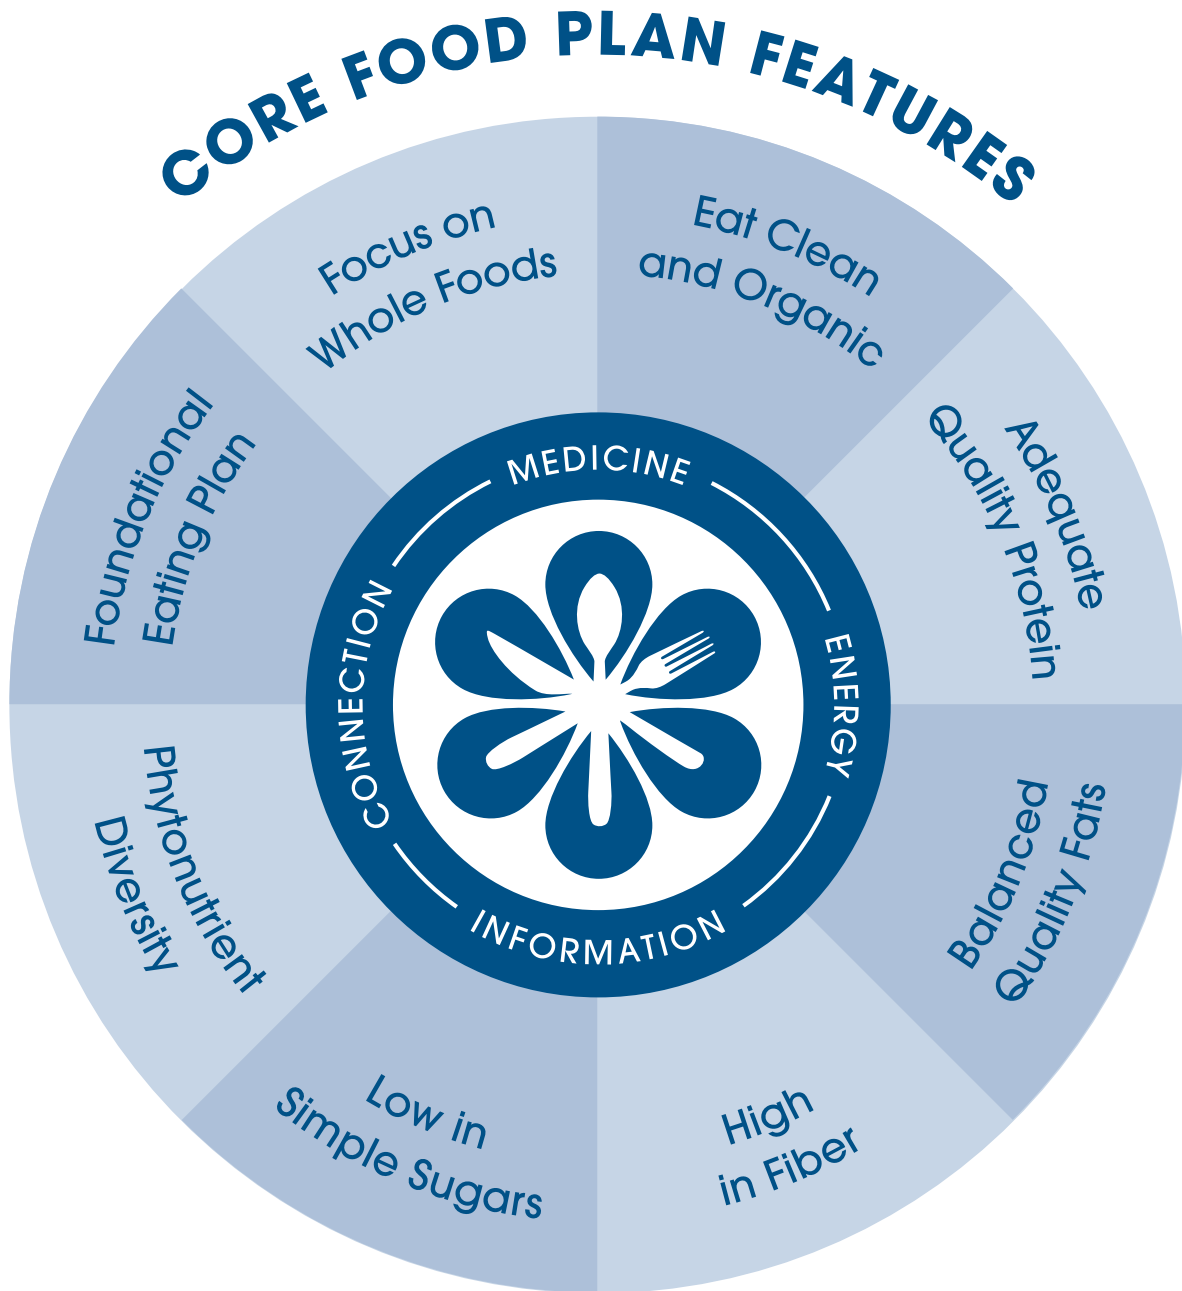 CORE FOOD PLAN FEATURES
Focus on
Whole Foods
Eat Clean
and Organic
Adequate
Quality Protein
Balanced
Quality Fats
High
in Fiber
Low in
Simple Sugars
Phytonutrient
Diversity
Foundational
Eating Plan
MEDICINE
ENERGY
INFORMATION
CONNECTION